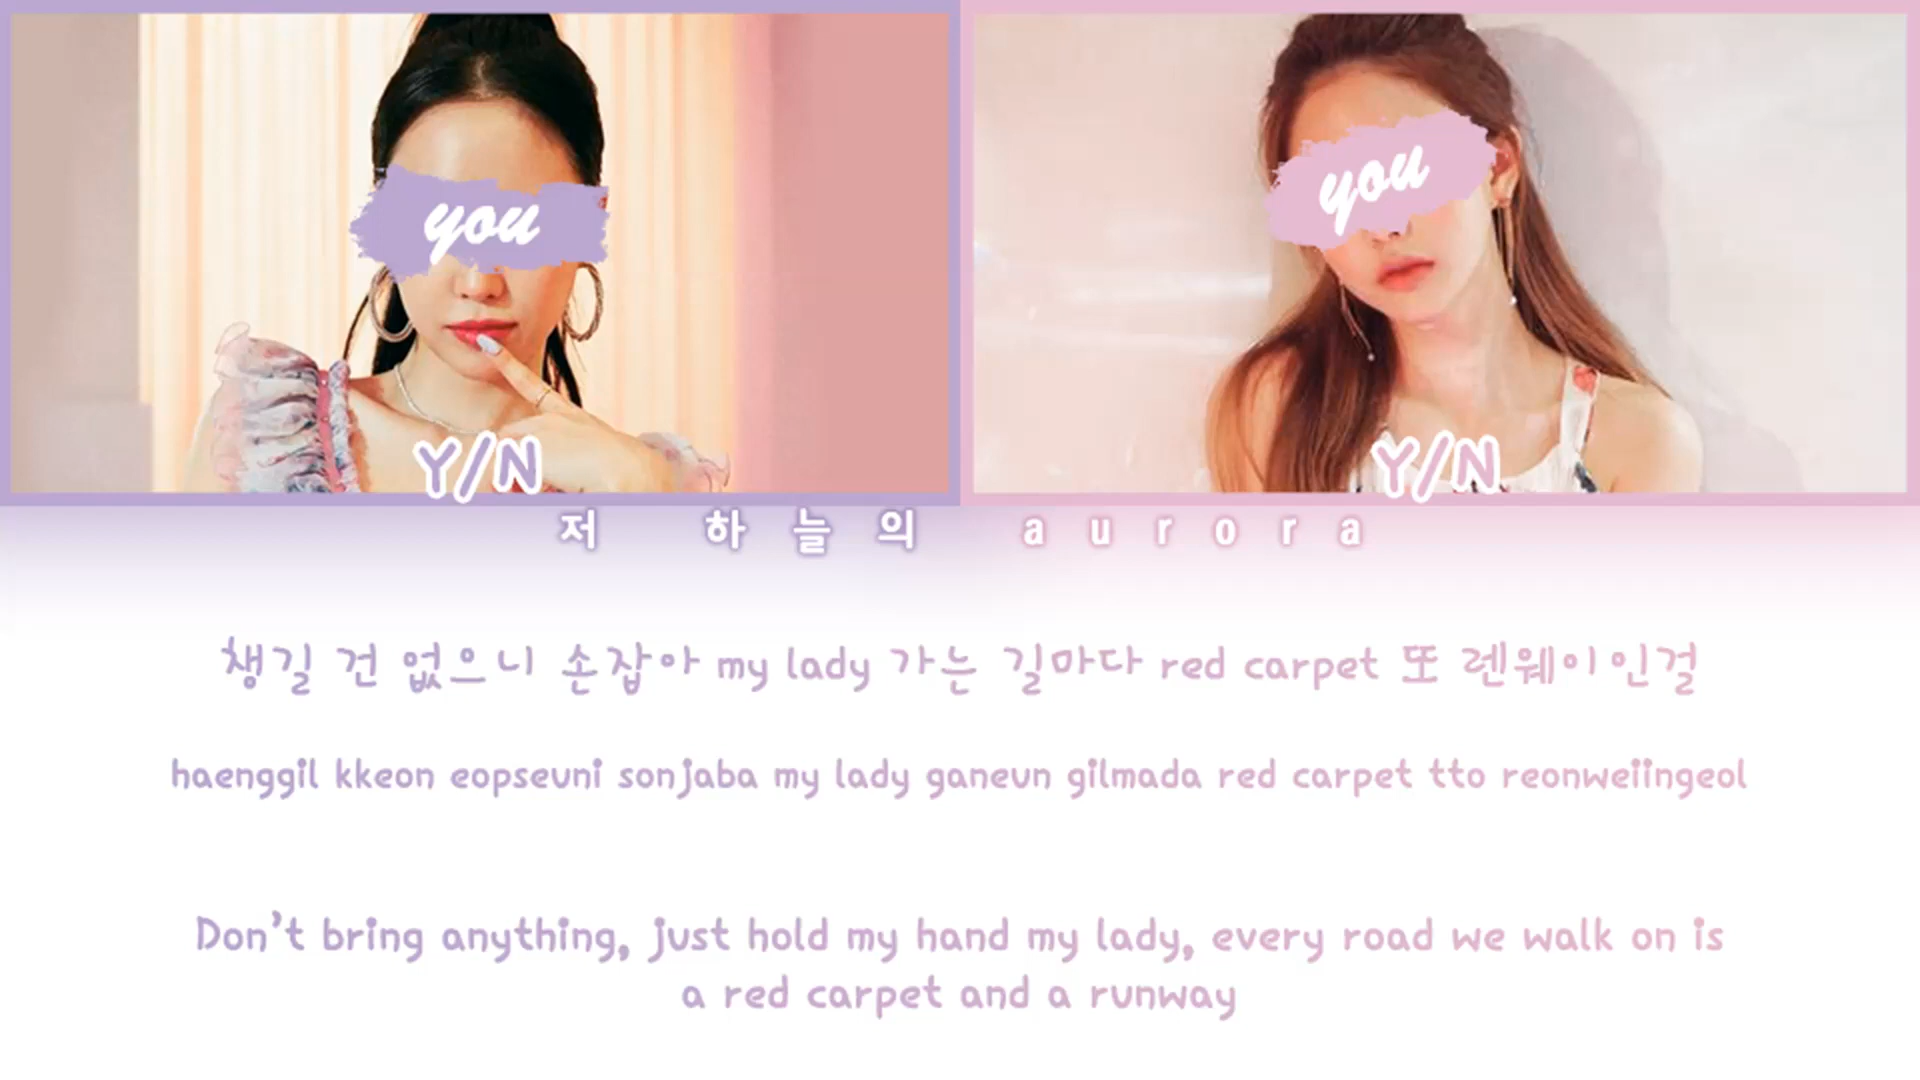 you
you
Y/N
Y/N
저 하늘의 aurora
챙길 건 없으니 손잡아 my lady 가는 길마다 red carpet 또 렌웨이인걸
haenggil kkeon eopseuni sonjaba my lady ganeun gilmada red carpet tto reonweiingeol
Don't bring anything, just hold my hand my lady, every road we walk on is
a red carpet and a runway